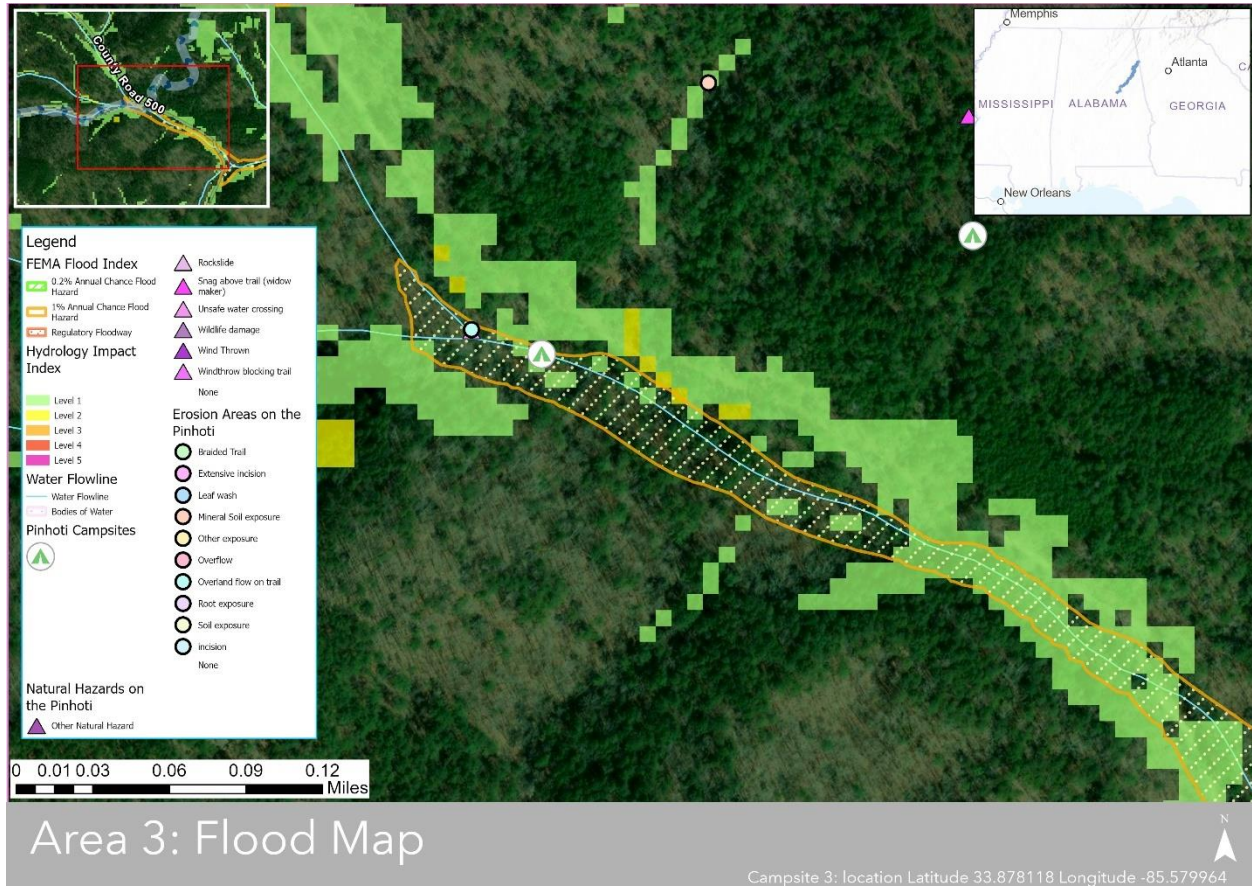 County Road 500
Memphis
Atlanta
CA
MISSISSIPPI
ALABAMA
GEORGIA
New Orleans
Legend
FEMA Flood Index
0.2% Annual Chance Flood
Hazard
1% Annual Chance Flood
Hazard
Regulatory Floodway
Hydrology Impact
Index
Level 1
Level 2
Level 3
Level 4
Level 5
Water Flowline
Water Flowline
Bodies of Water
Pinhoti Campsites
Natural Hazards on
the Pinhoti
Other Natural Hazard
Rockslide
Snag above trail (widow
maker)
Unsafe water crossing
Wildlife damage
Wind Thrown
Windthrow blocking trail
None
Erosion Areas on the
Pinhoti
Braided Trail
Extensive incision
Leaf wash
Mineral Soil exposure
Other exposure
Overflow
Overland flow on trail
Root exposure
Soil exposure
incision
None
0 0.01 0.03 0.06 0.09 0.12
Miles
Area 3: Flood Map
N
Campsite 3: location Latitude 33.878118 Longitude -85.579964